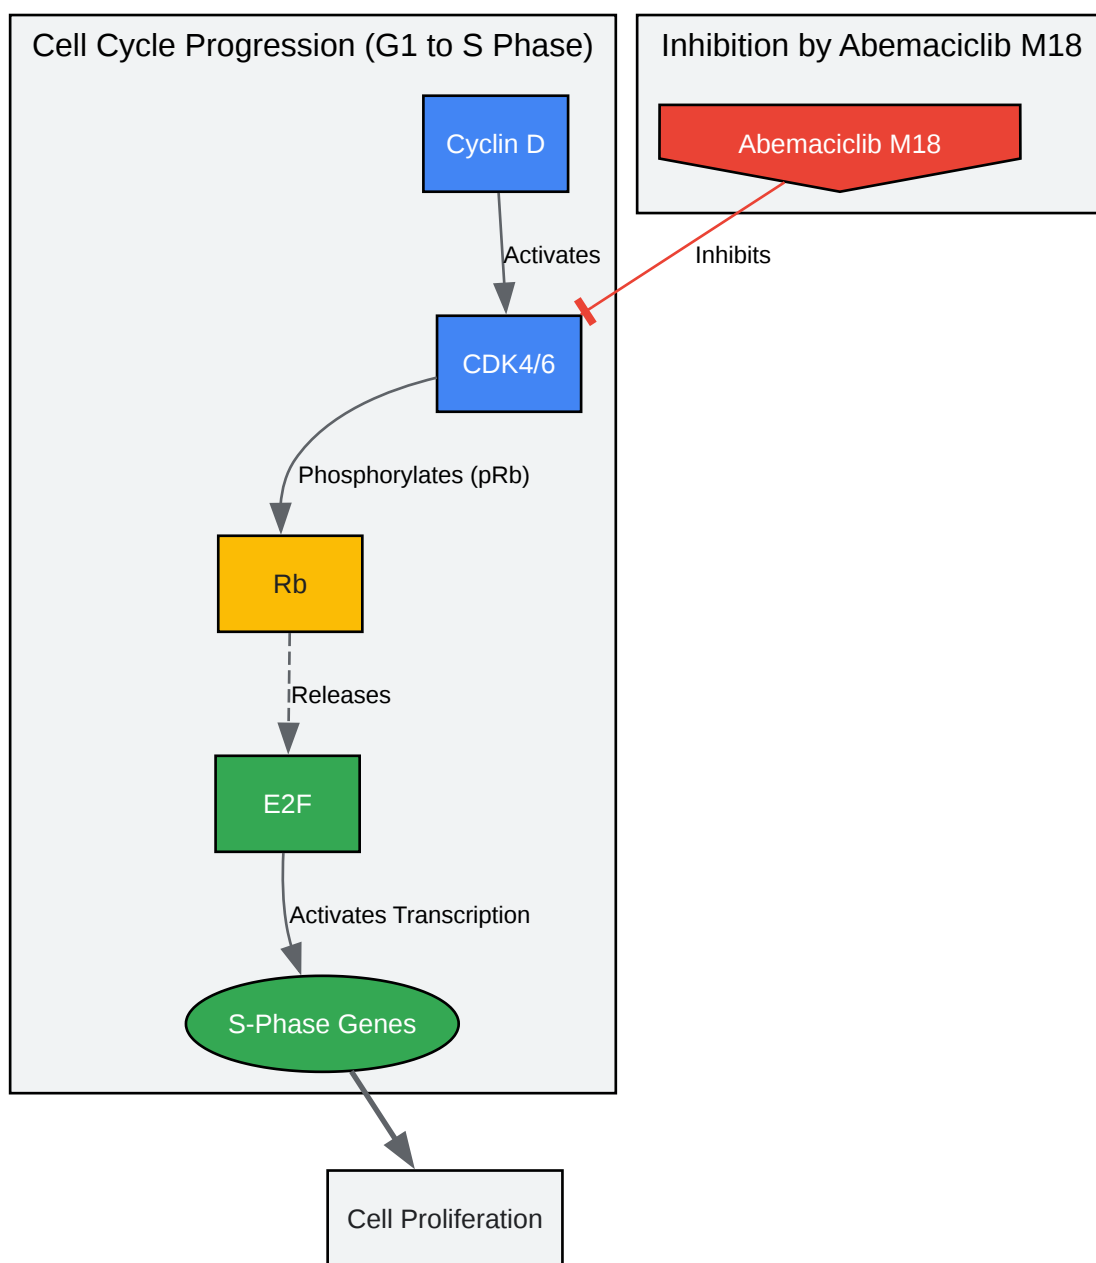 Cell Cycle Progression (G1 to S Phase)
Inhibition by Abemaciclib M18
Cyclin D
Abemaciclib M18
Activates
Inhibits
CDK4/6
Phosphorylates (pRb)
Rb
Releases
E2F
Activates Transcription
S-Phase Genes
Cell Proliferation